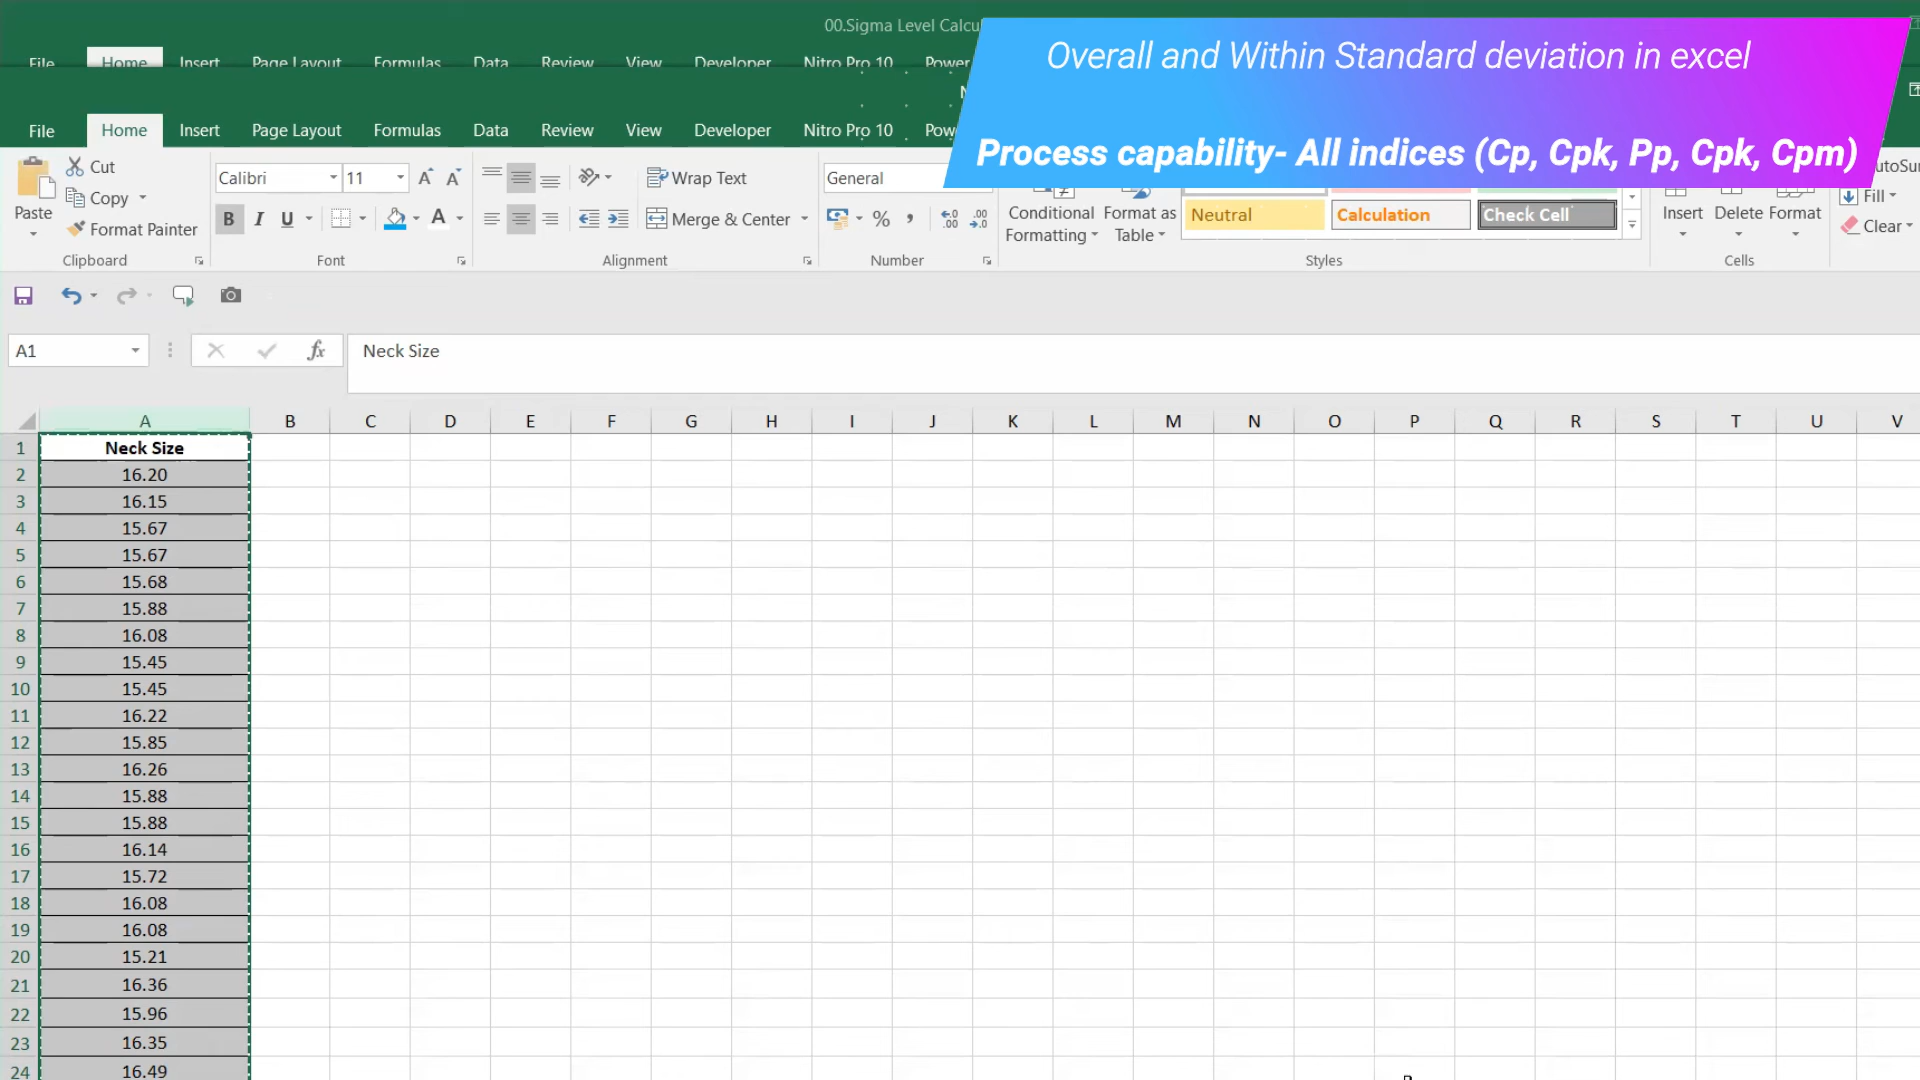 00.Sigma Level Calcu
Overall and Within Standard deviation in excel
File Home Insert Page Layout Formulas Data Review View Developer Nitro Pro 10 Power
Process capability- All indices (Cp, Cpk, Pp, Cpk, Cpm)
File Home Insert Page Layout Formulas Data Review View Developer Nitro Pro 10 Pow
Cut
Copy
Format Painter
Paste
Clipboard
Calibri 11
B I U
Font
Wrap Text
Merge & Center
Alignment
General
%
Number
Conditional
Formatting
Format as
Table
Neutral Calculation Check Cell
Styles
Insert Delete Format
Cells
utoSu
Fill
Clear
A1 fx Neck Size
A B C D E F G H I J K L M N O P Q R S T U V
1 Neck Size
2 16.20
3 16.15
4 15.67
5 15.67
6 15.68
7 15.88
8 16.08
9 15.45
10 15.45
11 16.22
12 15.85
13 16.26
14 15.88
15 15.88
16 16.14
17 15.72
18 16.08
19 16.08
20 15.21
21 16.36
22 15.96
23 16.35
24 16.49